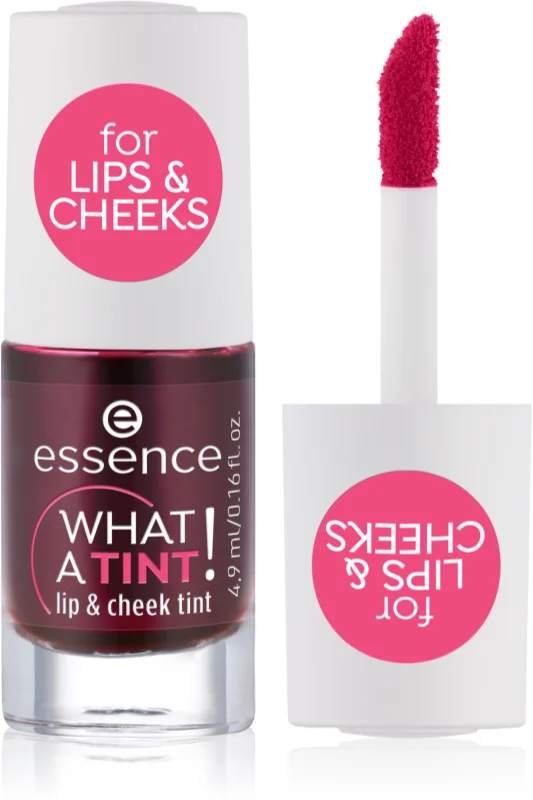 for
LIPS &
CHEEKS
e
essence
WHAT
A TINT!
lip & cheek tint
4.9 ml/0.16 fl. oz.
for
LIPS &
CHEEKS